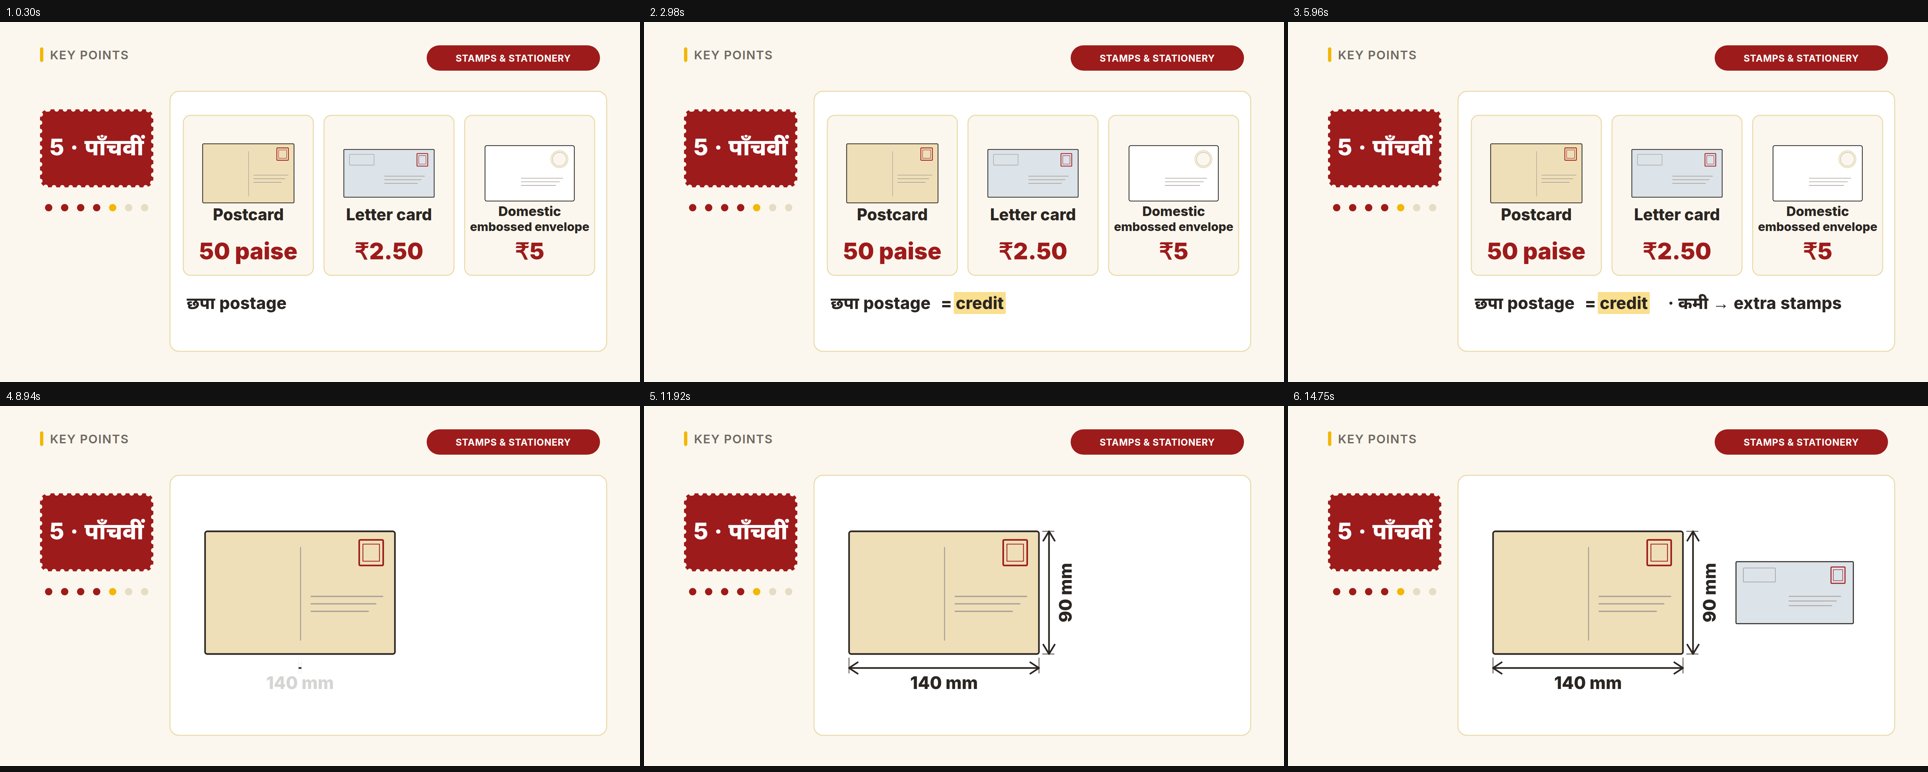 1. 0.30s
KEY POINTS
STAMPS & STATIONERY
5 · पाँचवीं
Postcard
50 paise
Letter card
₹2.50
Domestic
embossed envelope
₹5
छपा postage
2. 2.98s
KEY POINTS
STAMPS & STATIONERY
5 · पाँचवीं
Postcard
50 paise
Letter card
₹2.50
Domestic
embossed envelope
₹5
छपा postage = credit
3. 5.96s
KEY POINTS
STAMPS & STATIONERY
5 · पाँचवीं
Postcard
50 paise
Letter card
₹2.50
Domestic
embossed envelope
₹5
छपा postage = credit · कमी → extra stamps
4. 8.94s
KEY POINTS
STAMPS & STATIONERY
5 · पाँचवीं
140 mm
5. 11.92s
KEY POINTS
STAMPS & STATIONERY
5 · पाँचवीं
90 mm
140 mm
6. 14.75s
KEY POINTS
STAMPS & STATIONERY
5 · पाँचवीं
90 mm
140 mm